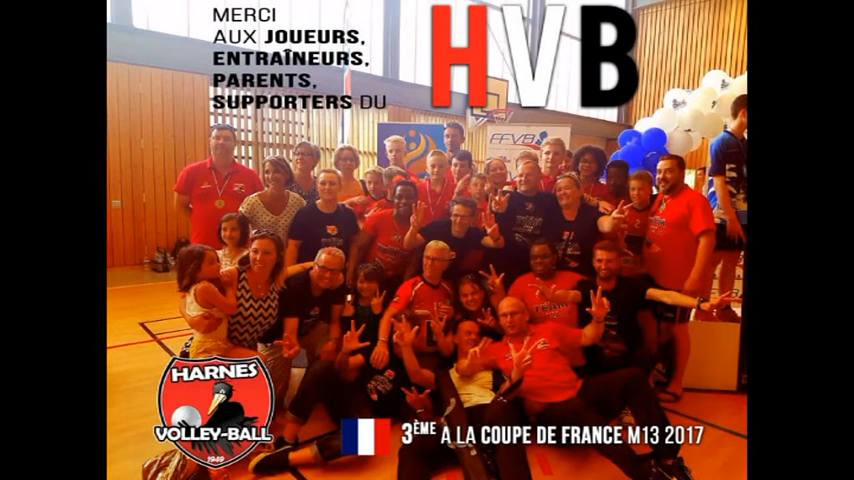 MERCI
AUX JOUEURS,
ENTRAÎNEURS,
PARENTS,
SUPPORTERS DU
HVB
FFVB
HARNES
VOLLEY-BALL
1949
3ÈME A LA COUPE DE FRANCE M13 2017